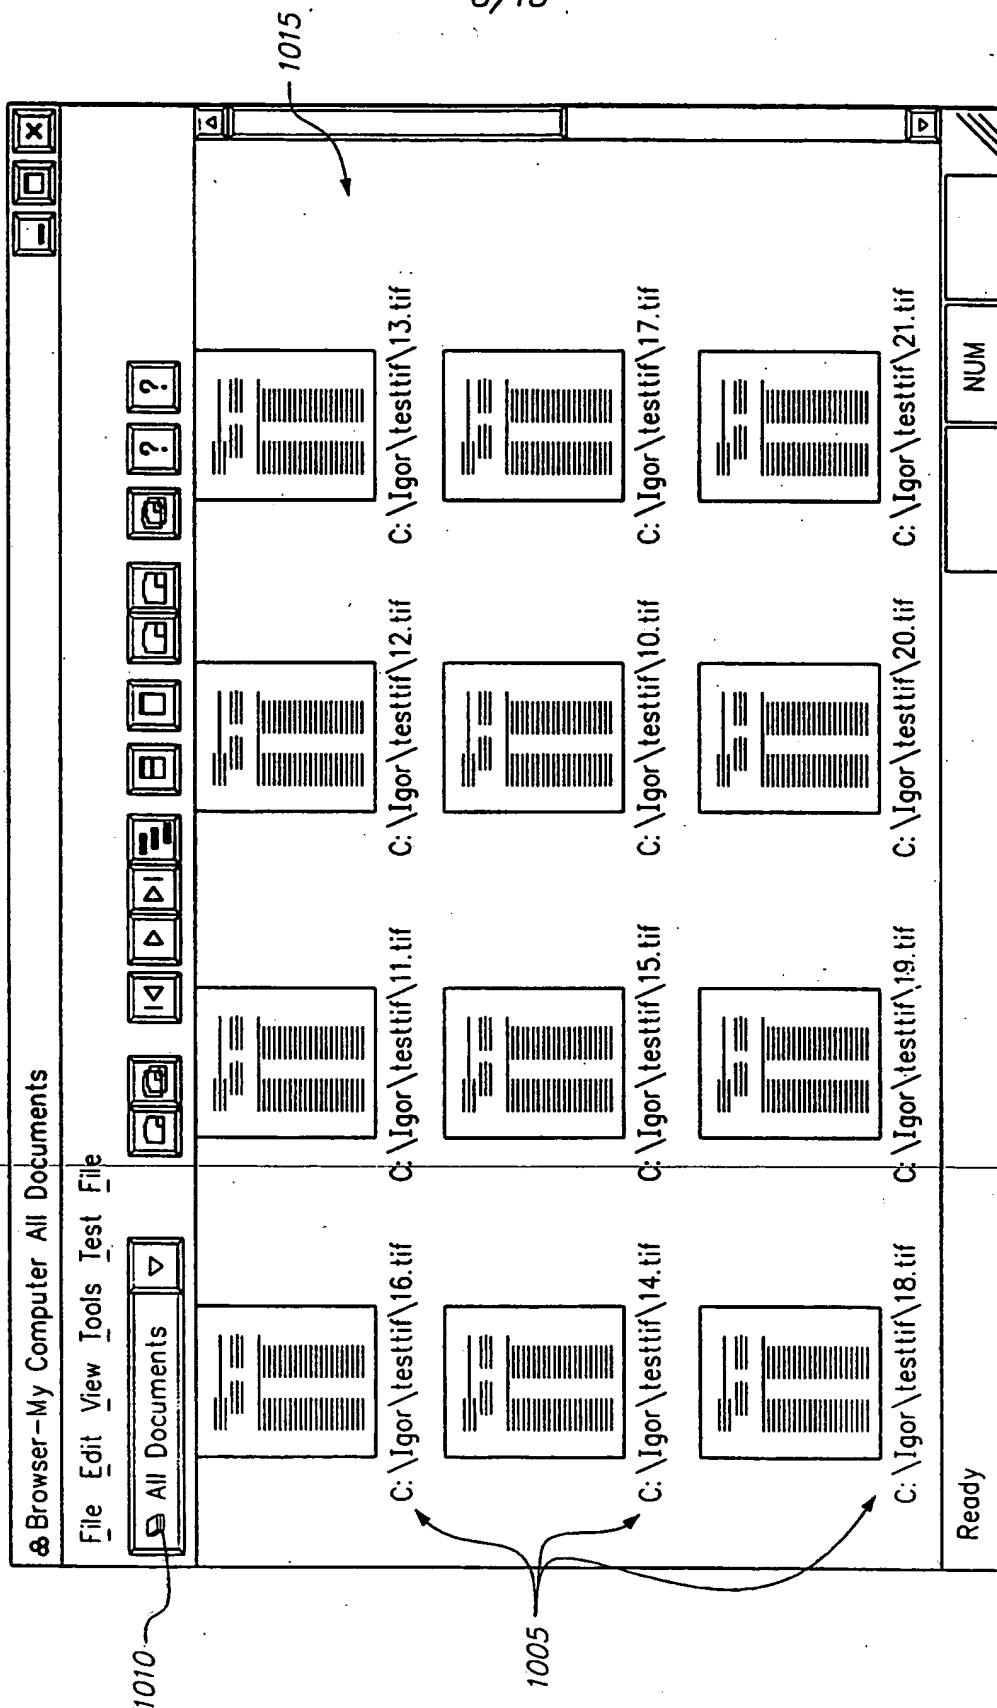 1015
Browser-My Computer All Documents
File Edit View Tools Test File
1010
All Documents
? ?
C:\Igor\testtif\16.tif
C:\Igor\testtif\11.tif
C:\Igor\testtif\12.tif
C:\Igor\testtif\13.tif
1005
C:\Igor\testtif\14.tif
C:\Igor\testtif\15.tif
C:\Igor\testtif\10.tif
C:\Igor\testtif\17.tif
C:\Igor\testtif\18.tif
C:\Igor\testtif\19.tif
C:\Igor\testtif\20.tif
C:\Igor\testtif\21.tif
Ready
NUM